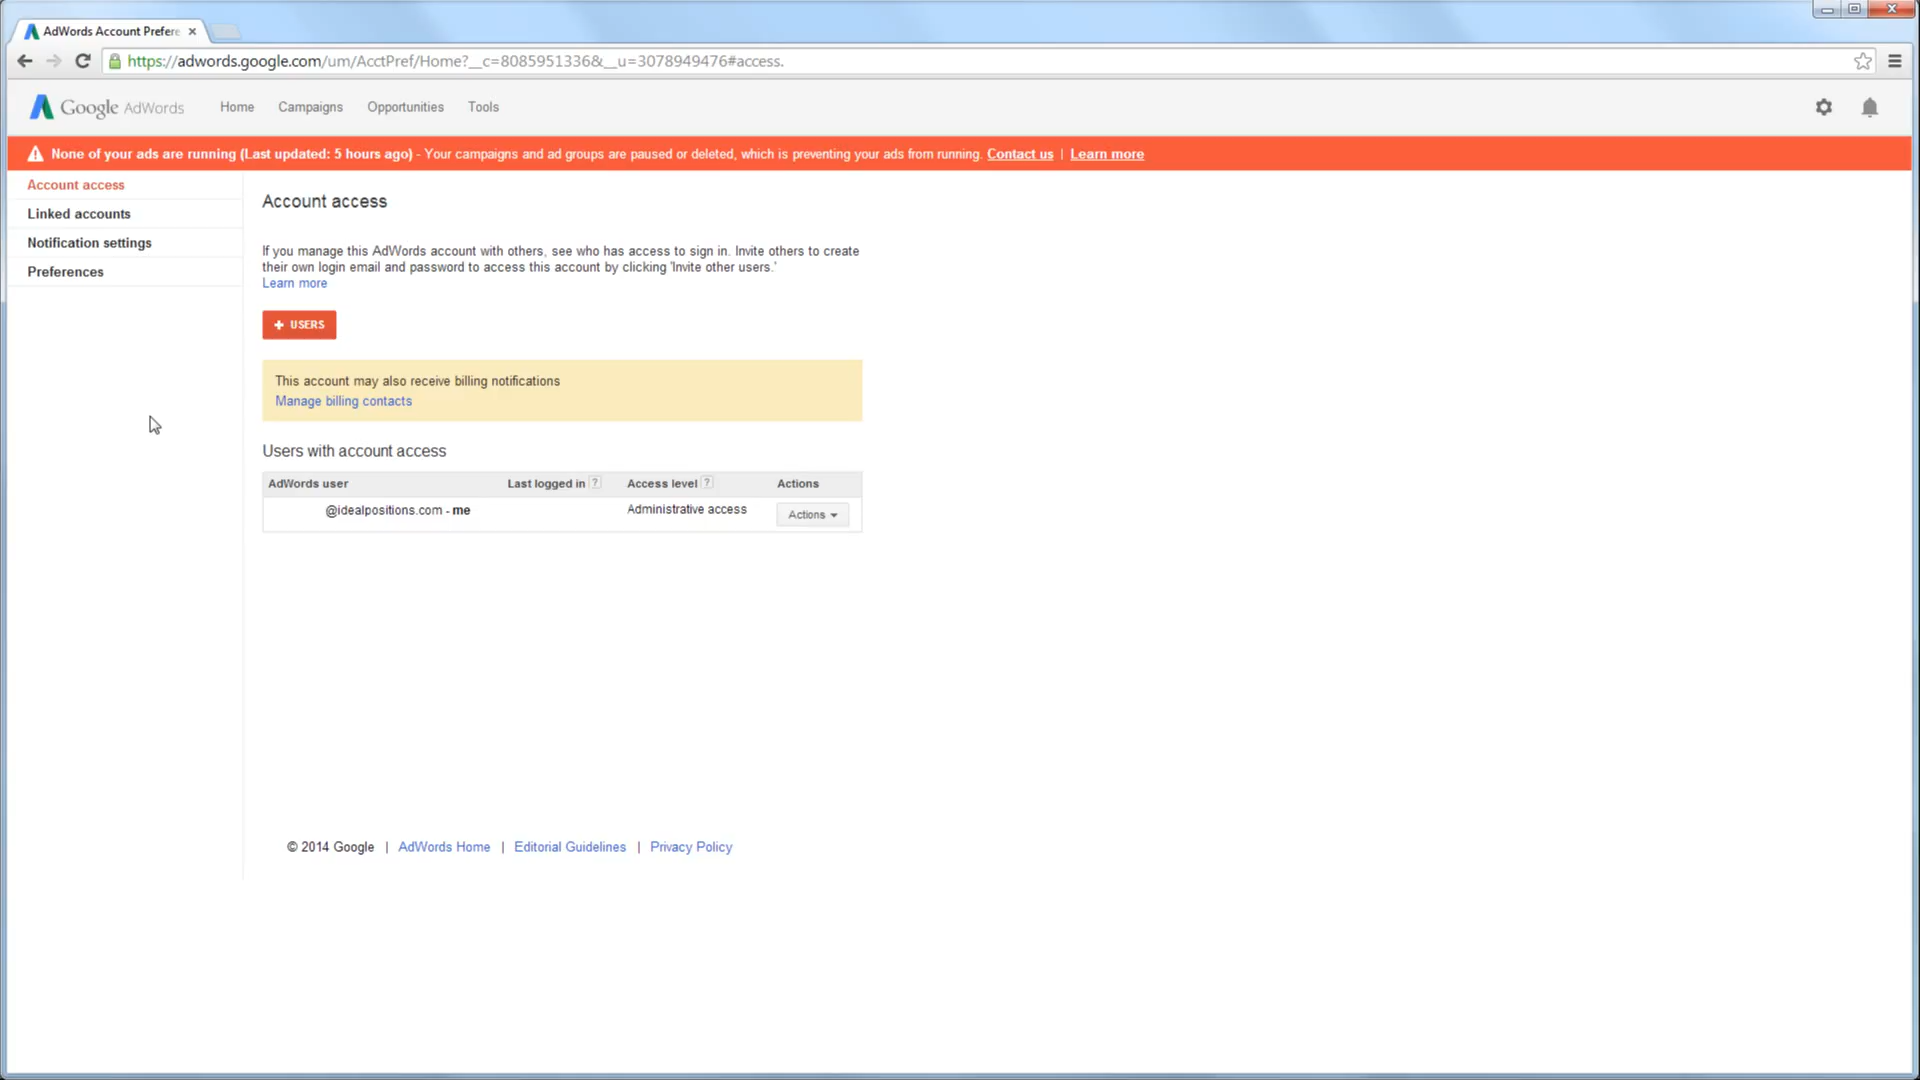 AdWords Account Prefere
https://adwords.google.com/um/AcctPref/Home?__c=8085951336&__u=3078949476#access.
Google AdWords Home Campaigns Opportunities Tools
None of your ads are running (Last updated: 5 hours ago) - Your campaigns and ad groups are paused or deleted, which is preventing your ads from running. Contact us | Learn more
Account access
Linked accounts
Notification settings
Preferences
Account access
If you manage this AdWords account with others, see who has access to sign in. Invite others to create
their own login email and password to access this account by clicking 'Invite other users.'
Learn more
+ USERS
This account may also receive billing notifications
Manage billing contacts
Users with account access
AdWords user Last logged in ? Access level ? Actions
@idealpositions.com - me Administrative access Actions
© 2014 Google | AdWords Home | Editorial Guidelines | Privacy Policy